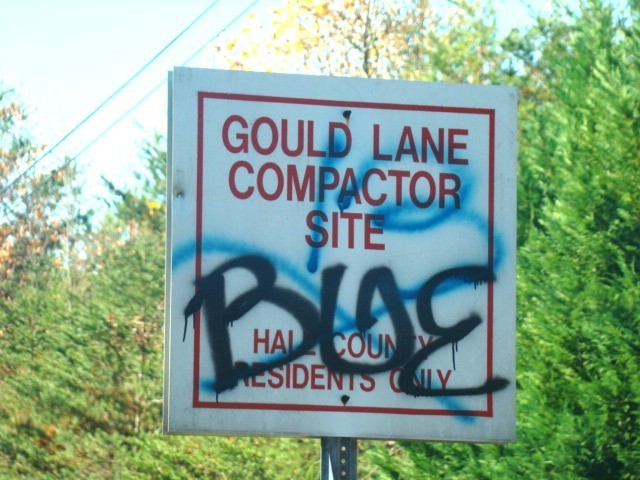 GOULD LANE
COMPACTOR
SITE
HALL COUNTY
RESIDENTS ONLY